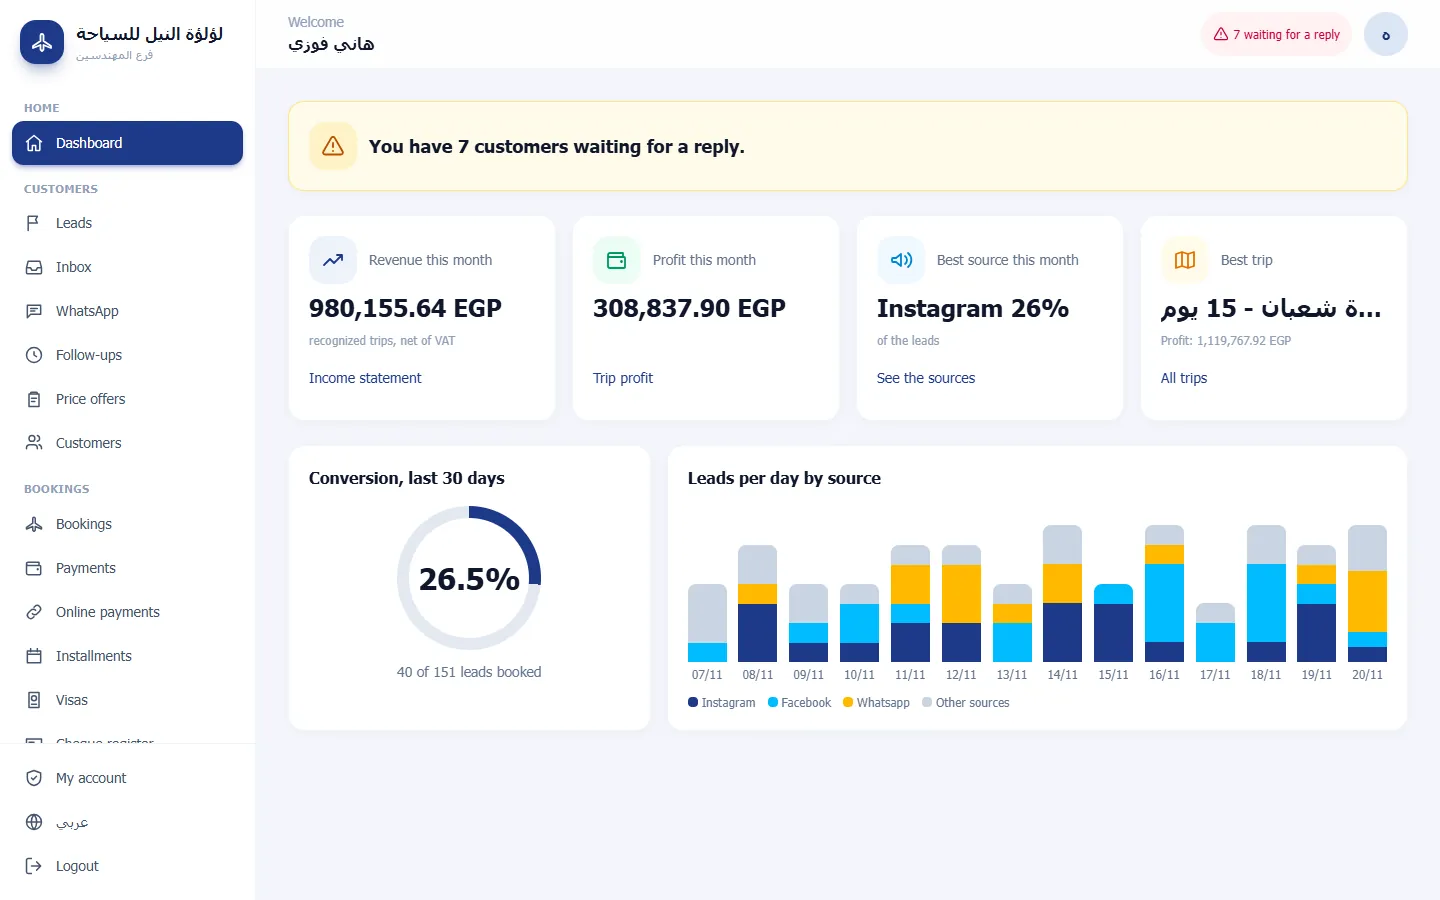 لؤلؤة النيل للسياحة
فرع المهندسين
HOME
Dashboard
CUSTOMERS
Leads
Inbox
WhatsApp
Follow-ups
Price offers
Customers
BOOKINGS
Bookings
Payments
Online payments
Installments
Visas
Cheque register
My account
عربي
Logout
Welcome
هاني فوزي
7 waiting for a reply
ه
You have 7 customers waiting for a reply.
Revenue this month
980,155.64 EGP
recognized trips, net of VAT
Income statement
Profit this month
308,837.90 EGP
Trip profit
Best source this month
Instagram 26%
of the leads
See the sources
Best trip
...ة شعبان - 15 يوم
Profit: 1,119,767.92 EGP
All trips
Conversion, last 30 days
26.5%
40 of 151 leads booked
Leads per day by source
07/11 08/11 09/11 10/11 11/11 12/11 13/11 14/11 15/11 16/11 17/11 18/11 19/11 20/11
Instagram Facebook Whatsapp Other sources